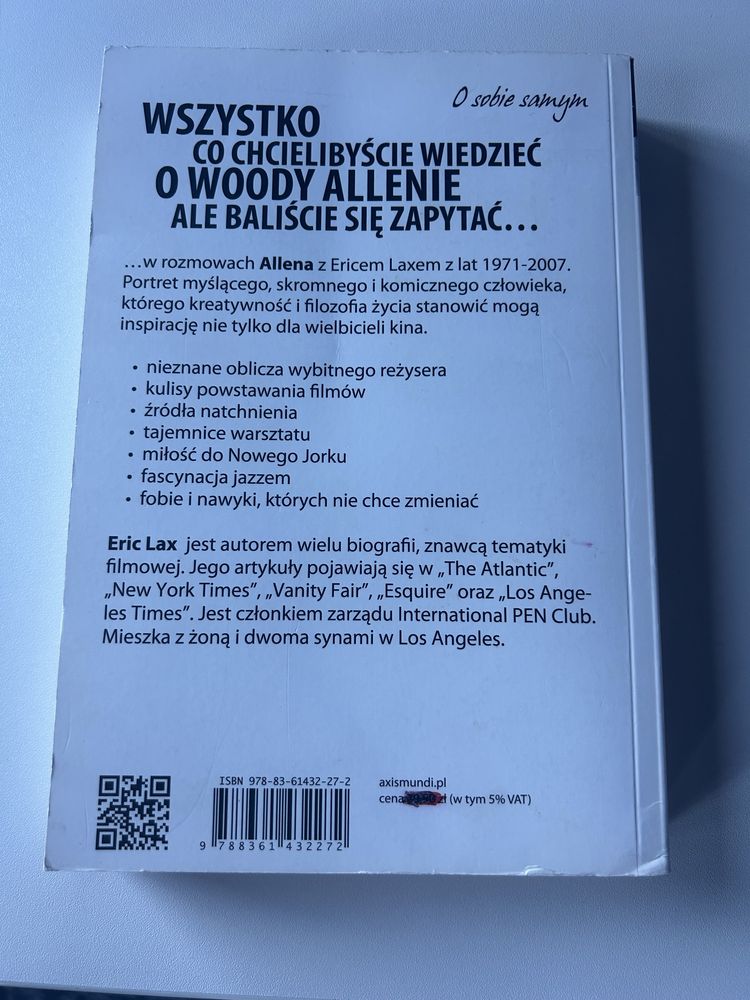 O sobie samym
WSZYSTKO
CO CHCIELIBYŚCIE WIEDZIEĆ
O WOODY ALLENIE
ALE BALIŚCIE SIĘ ZAPYTAĆ...
...w rozmowach Allena z Ericem Laxem z lat 1971-2007.
Portret myślącego, skromnego i komicznego człowieka,
którego kreatywność i filozofia życia stanowić mogą
inspirację nie tylko dla wielbicieli kina.
• nieznane oblicza wybitnego reżysera
• kulisy powstawania filmów
• źródła natchnienia
• tajemnice warsztatu
• miłość do Nowego Jorku
• fascynacja jazzem
• fobie i nawyki, których nie chce zmieniać
Eric Lax jest autorem wielu biografii, znawcą tematyki
filmowej. Jego artykuły pojawiają się w „The Atlantic”,
„New York Times”, „Vanity Fair”, „Esquire” oraz „Los Ange-
les Times”. Jest członkiem zarządu International PEN Club.
Mieszka z żoną i dwoma synami w Los Angeles.
ISBN 978-83-61432-27-2
9 788361 432272
axismundi.pl
cena zł (w tym 5% VAT)